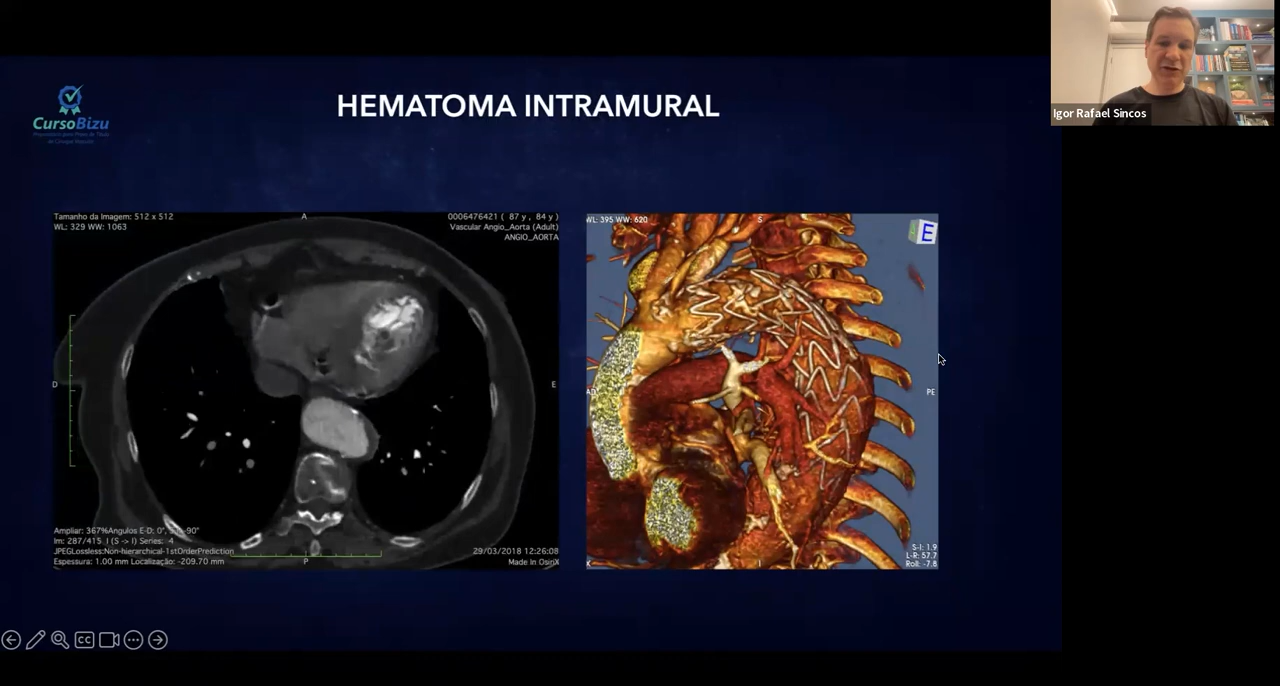 HEMATOMA INTRAMURAL
CursoBizu
Igor Rafael Sincos
Tamanho da Imagem: 512 x 512
WL: 329 WW: 1063
A
0006476421 ( 87 y , 84 y )
Vascular Angio_Aorta (Adult)
ANGIO_AORTA
D
E
Ampliar: 367%
Im: 287/415 I (S -> I) Series: 4
JPEGLossless:Non-hierarchical-1stOrderPrediction
Espessura: 1.00 mm Localização: -209.70 mm
P
29/03/2018 12:26:08
Made In OsiriX
WL: 395 WW: 620
S
E
PE
I
S-I: 1.9
L-R: 57.7
Roll: -7.8
CC